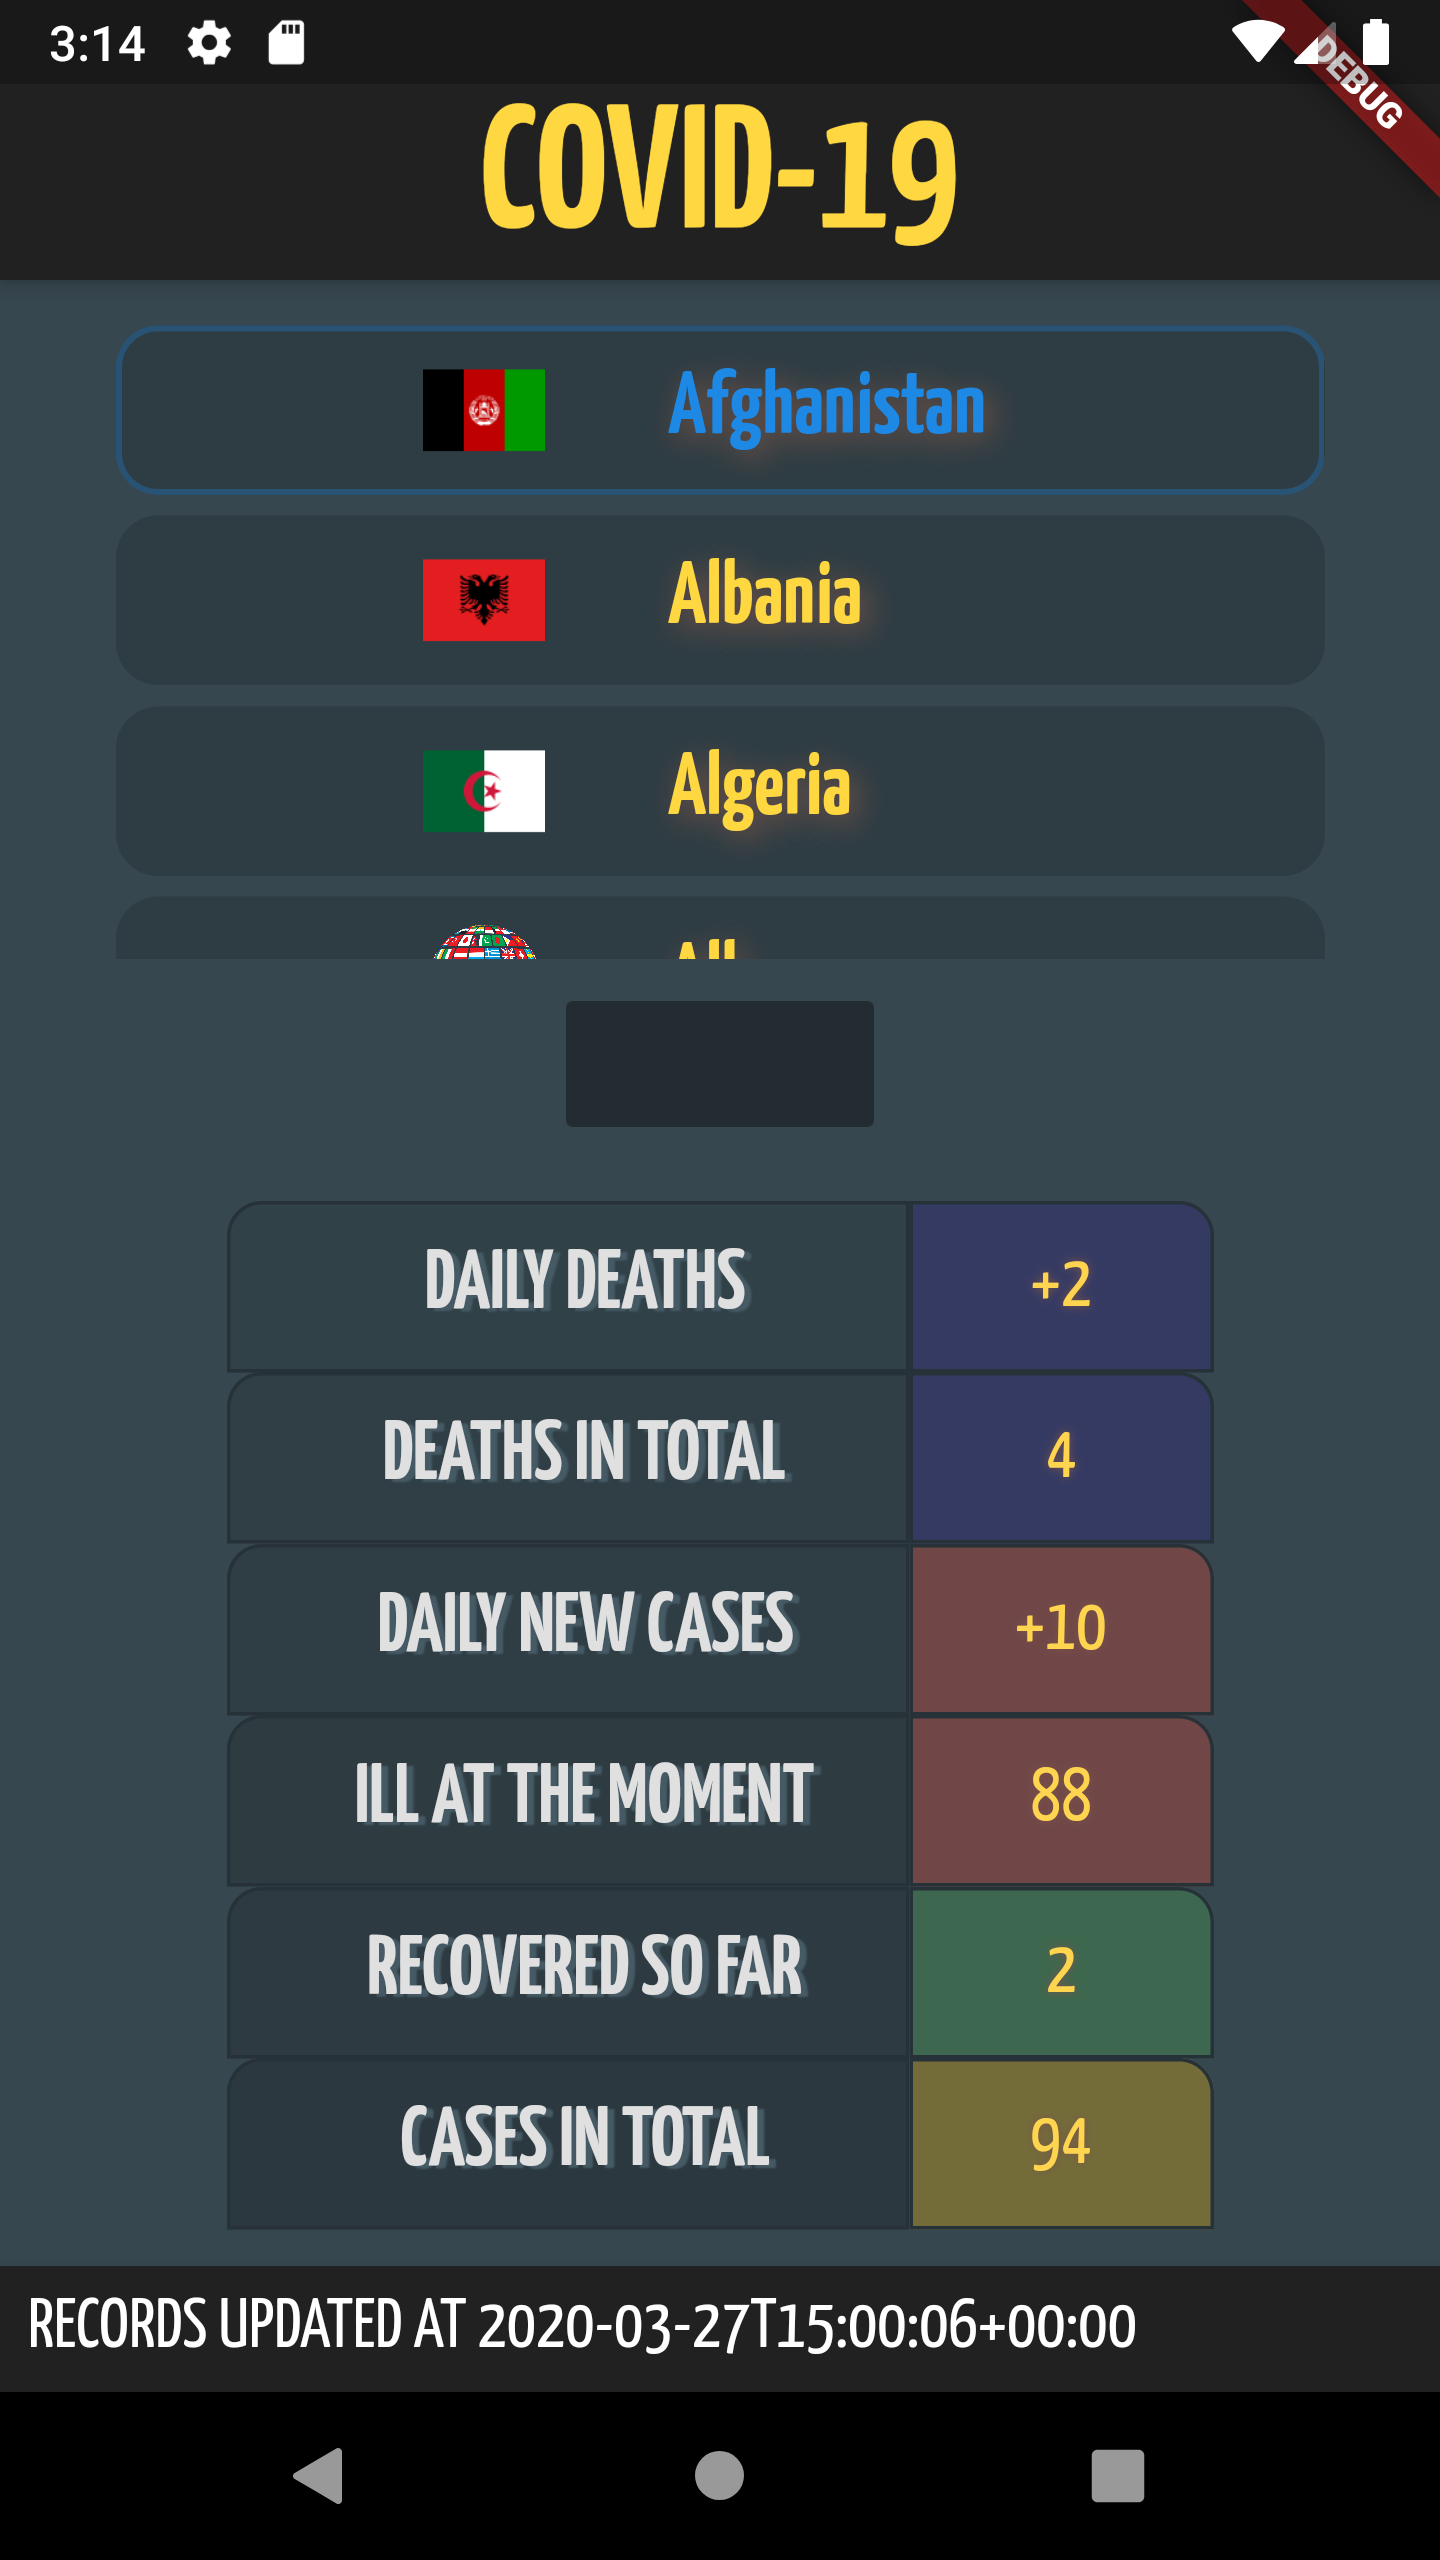 3:14
DEBUG
COVID-19
Afghanistan
Albania
Algeria
All
DAILY DEATHS +2
DEATHS IN TOTAL 4
DAILY NEW CASES +10
ILL AT THE MOMENT 88
RECOVERED SO FAR 2
CASES IN TOTAL 94
RECORDS UPDATED AT 2020-03-27T15:00:06+00:00